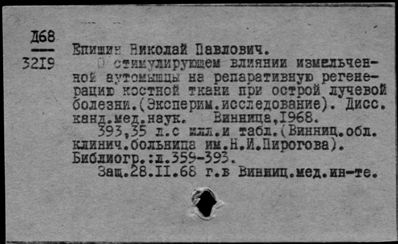 Д68
3219
Епишин Николай Павлович.
О стимулирующем влиянии измельчен-
ной аутомышцы на репаративную регене-
рацию костной ткани при острой лучевой
болезни.(Эксперим.исследование). Дисс.
канд.мед.наук. Винница,1968.
393,35 л.с илл.и табл.(Винниц.обл.
клинич.больница им.Н.И.Пирогова).
Библиогр.:л.359-393.
Защ.28.II.68 г.в Винниц.мед.ин-те.